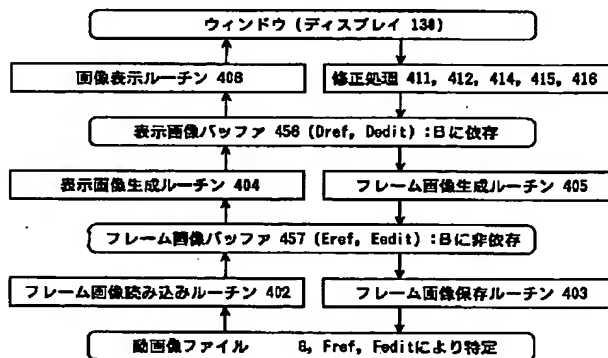 ウィンドウ (ディスプレイ 130)
画像表示ルーチン 406
修正処理 411, 412, 414, 415, 416
表示画像バッファ 456 (Dref, Dedit) :Bに依存
表示画像生成ルーチン 404
フレーム画像生成ルーチン 405
フレーム画像バッファ 457 (Eref, Eedit) :Bに非依存
フレーム画像読み込みルーチン 402
フレーム画像保存ルーチン 403
動画像ファイル G, Fref, Feditにより特定